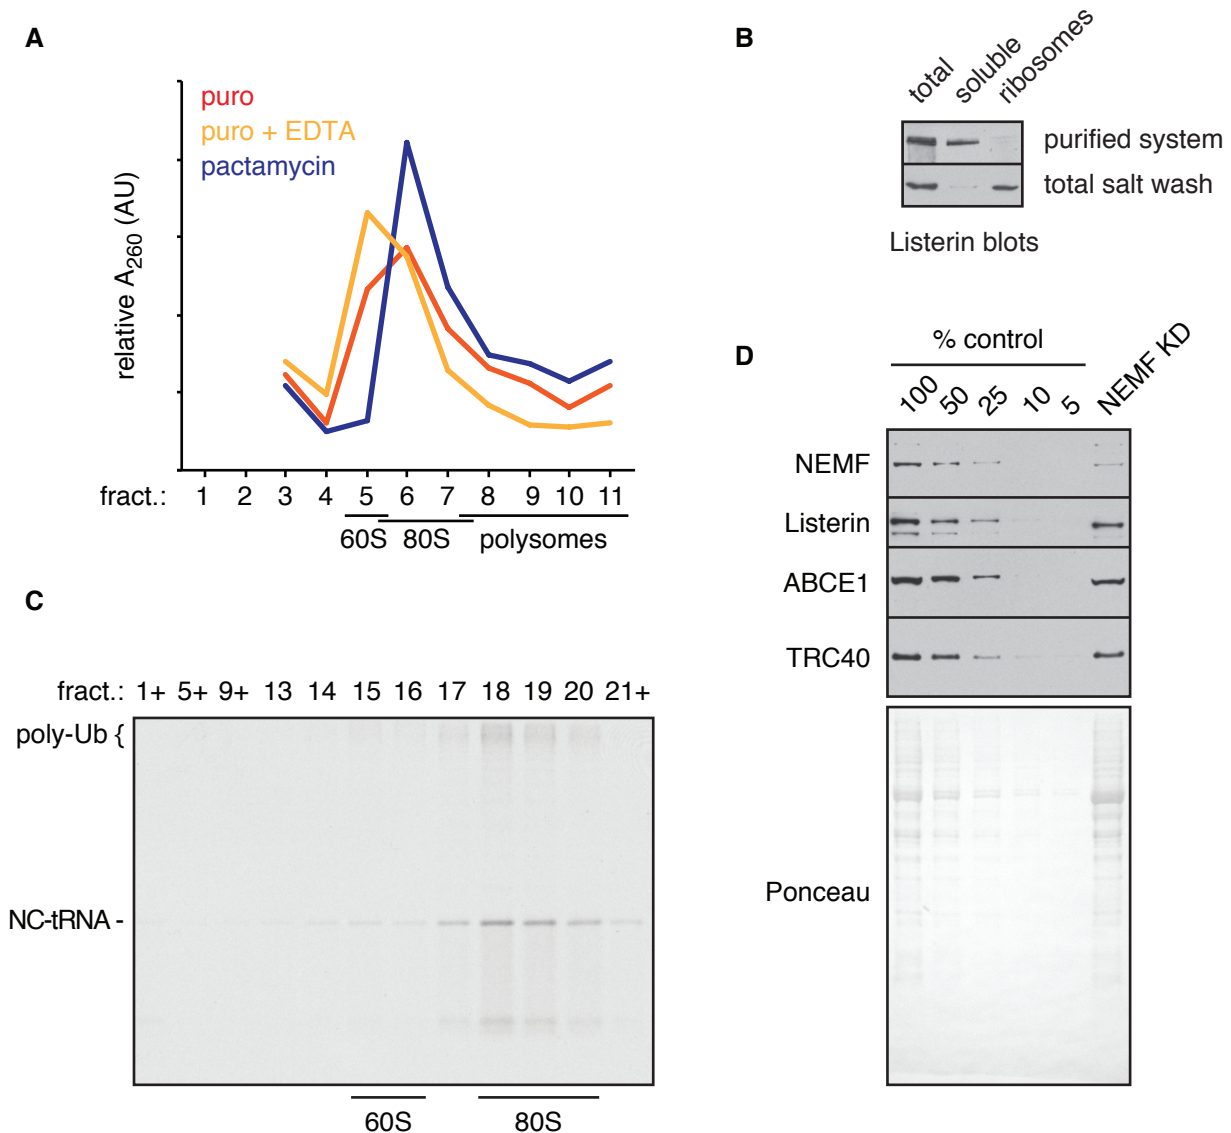 A
puro
puro + EDTA
pactamycin
relative A260 (AU)
fract.: 1 2 3 4 5 6 7 8 9 10 11
60S 80S polysomes
B
total soluble ribosomes
purified system
total salt wash
Listerin blots
C
fract.: 1+ 5+ 9+ 13 14 15 16 17 18 19 20 21+
poly-Ub {
NC-tRNA -
60S 80S
D
% control
100 50 25 10 5 NEMF KD
NEMF
Listerin
ABCE1
TRC40
Ponceau